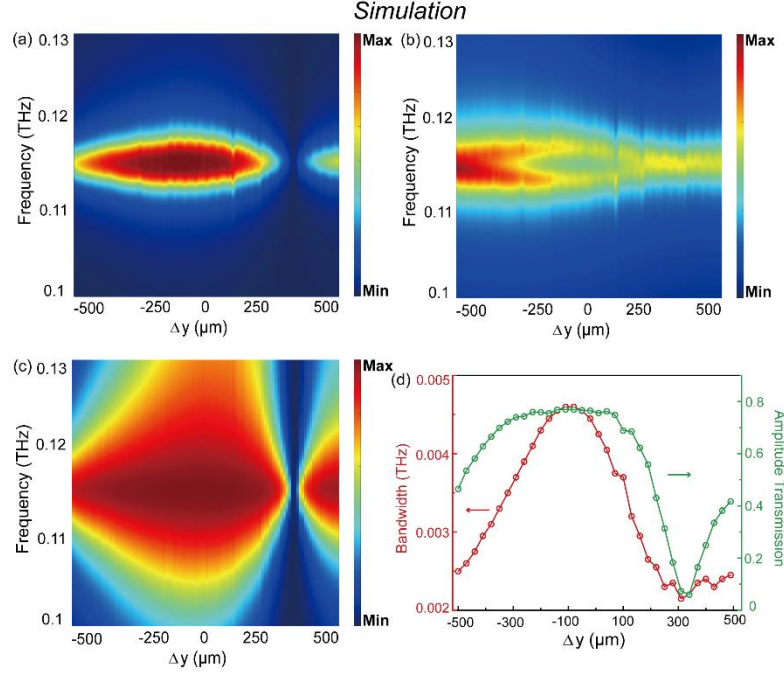 Simulation
(a)
0.13
0.12
0.11
0.1
Frequency (THz)
-500 -250 0 250 500
Δy (μm)
Max
Min
(b)
0.13
0.12
0.11
0.1
Frequency (THz)
-500 -250 0 250 500
Δy (μm)
Max
Min
(c)
0.13
0.12
0.11
0.1
Frequency (THz)
-500 -250 0 250 500
Δy (μm)
Max
Min
(d)
0.005
0.004
0.003
0.002
Bandwidth (THz)
-500 -300 -100 100 300 500
Δy (μm)
0.8
0.6
0.4
0.2
0
Amplitude Transmission